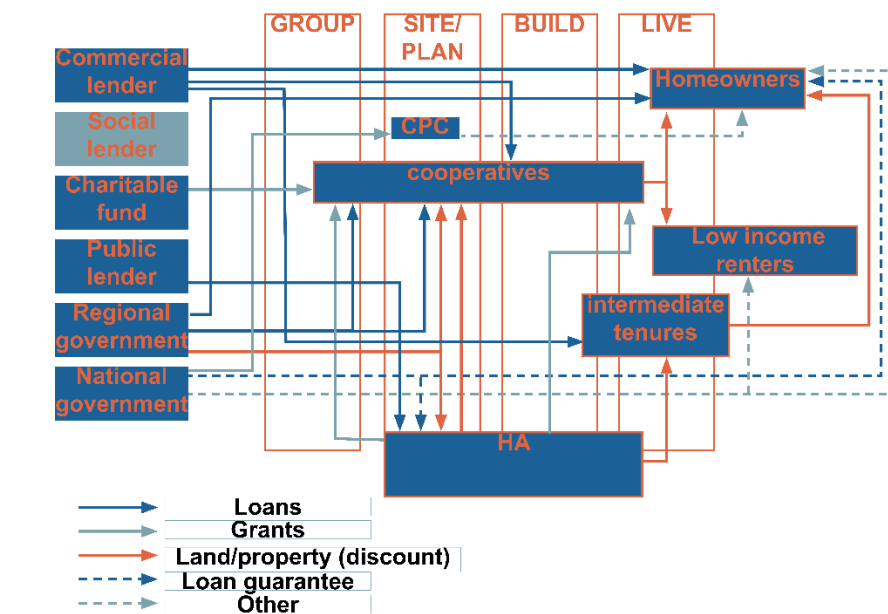 GROUP
SITE/
PLAN
BUILD
LIVE
Commercial
lender
Homeowners
Social
lender
CPC
cooperatives
Charitable
fund
Low income
renters
Public
lender
Regional
government
intermediate
tenures
National
government
HA
Loans
Grants
Land/property (discount)
Loan guarantee
Other